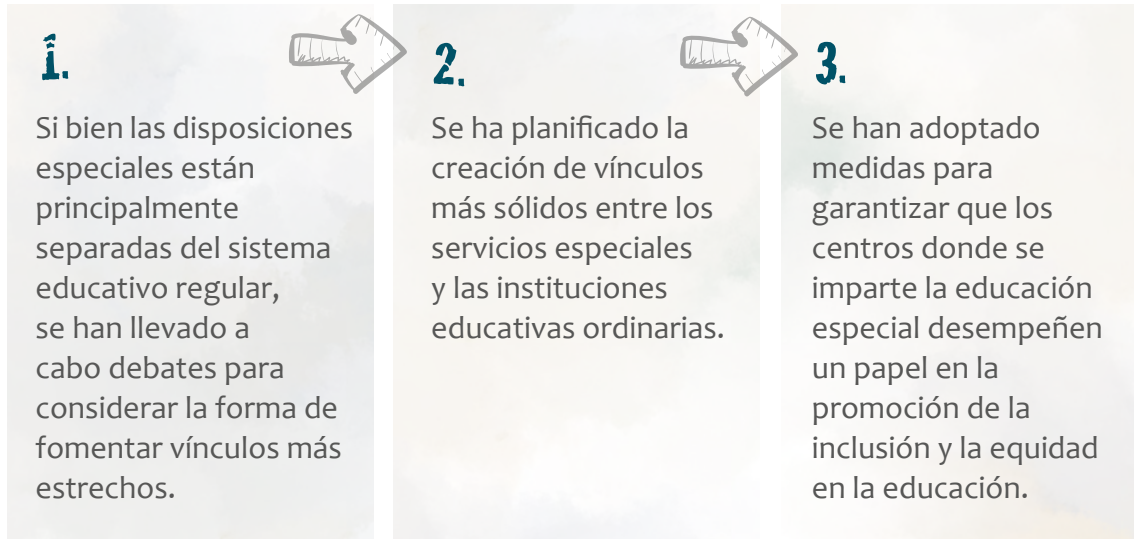 1.
Si bien las disposiciones
especiales están
principalmente
separadas del sistema
educativo regular,
se han llevado a
cabo debates para
considerar la forma de
fomentar vínculos más
estrechos.
2.
Se ha planificado la
creación de vínculos
más sólidos entre los
servicios especiales
y las instituciones
educativas ordinarias.
3.
Se han adoptado
medidas para
garantizar que los
centros donde se
imparte la educación
especial desempeñen
un papel en la
promoción de la
inclusión y la equidad
en la educación.